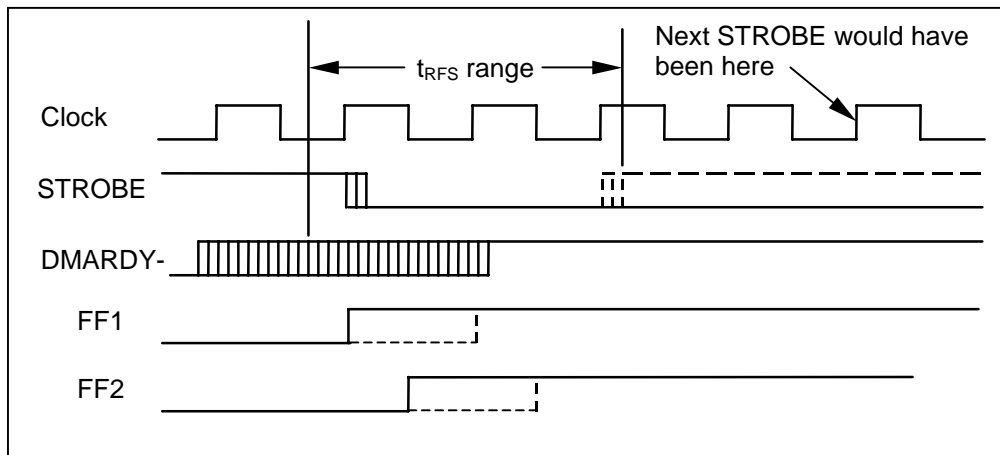 Next STROBE would have
been here
tRFS range
Clock
STROBE
DMARDY-
FF1
FF2